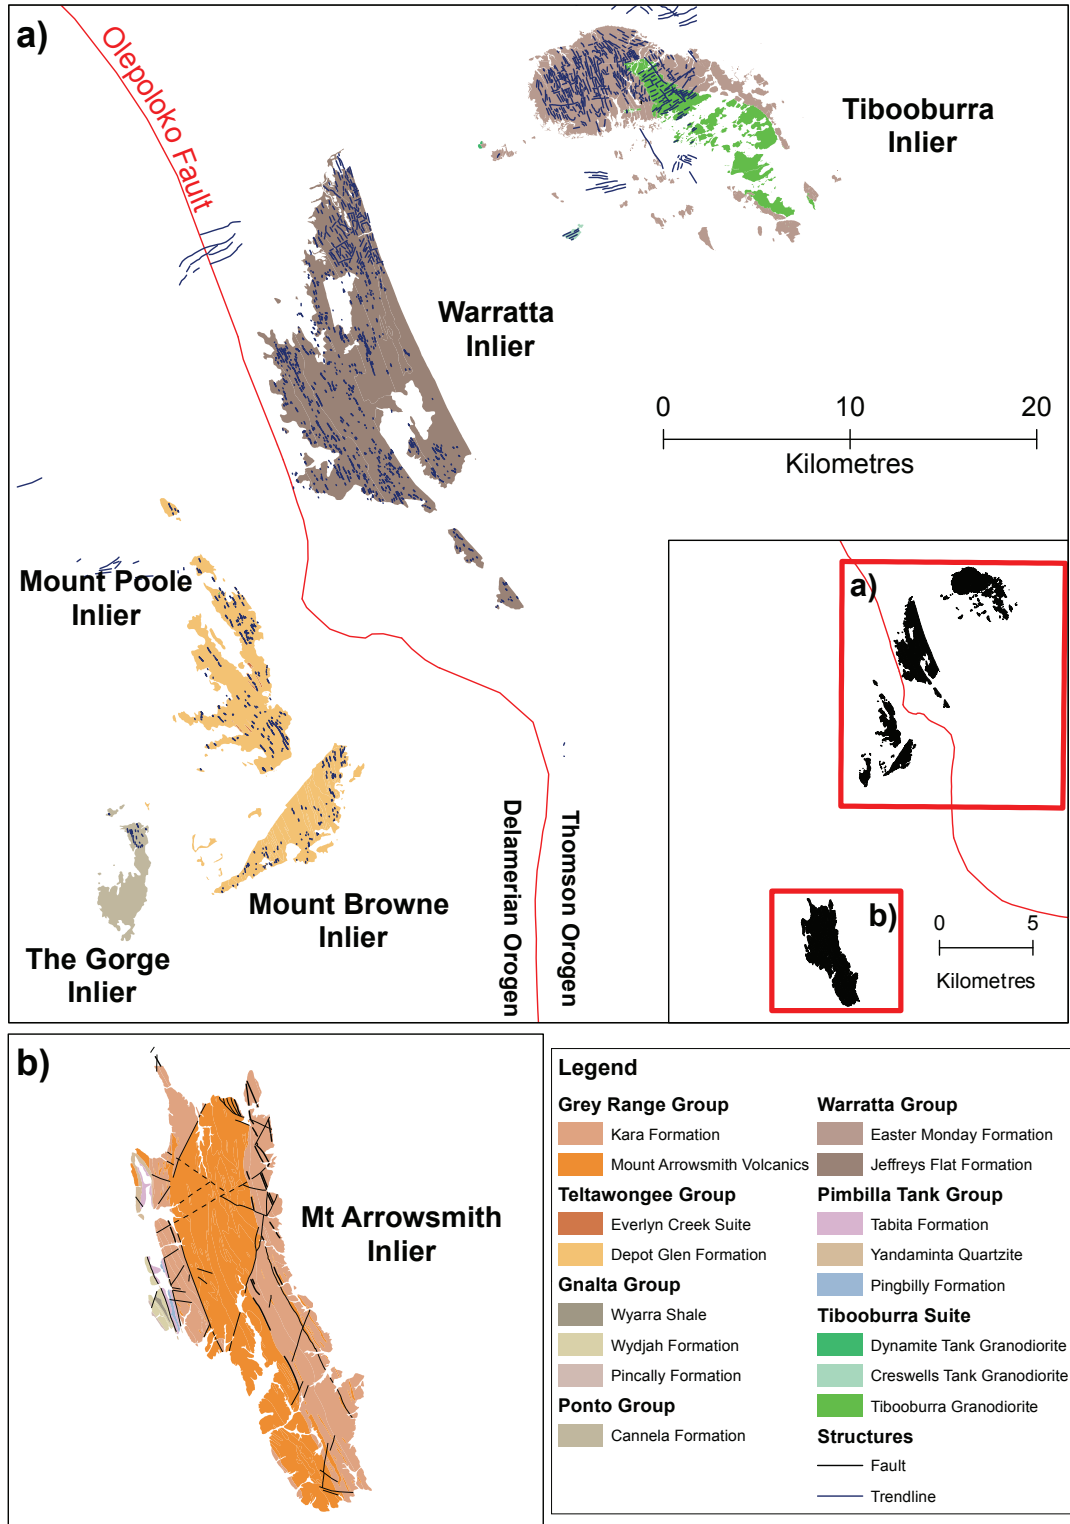 a)
Olepoloko Fault
Tibooburra
Inlier
Warratta
Inlier
0 10 20
Kilometres
Mount Poole
Inlier
Mount Browne
Inlier
The Gorge
Inlier
Delamerian Orogen
Thomson Orogen
a)
b)
0 5
Kilometres
b)
Mt Arrowsmith
Inlier
Legend
Grey Range Group
Kara Formation
Mount Arrowsmith Volcanics
Teltawongee Group
Everlyn Creek Suite
Depot Glen Formation
Gnalta Group
Wyarra Shale
Wydjah Formation
Pincally Formation
Ponto Group
Cannela Formation
Warratta Group
Easter Monday Formation
Jeffreys Flat Formation
Pimbilla Tank Group
Tabita Formation
Yandaminta Quartzite
Pingbilly Formation
Tibooburra Suite
Dynamite Tank Granodiorite
Creswells Tank Granodiorite
Tibooburra Granodiorite
Structures
Fault
Trendline